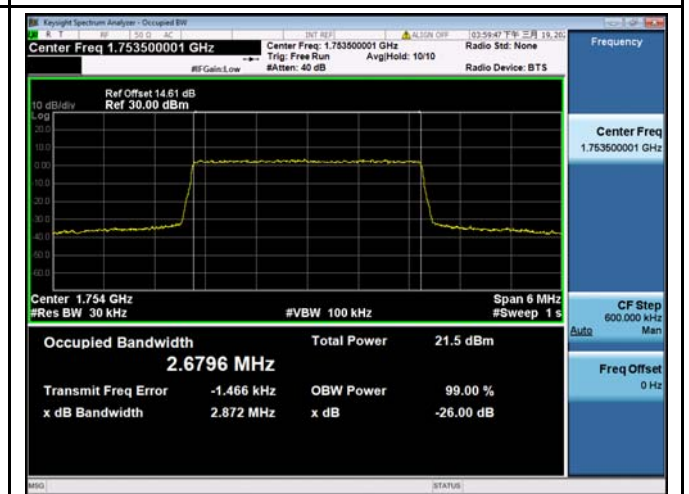 Keysight Spectrum Analyzer - Occupied BW
R T RF 50 Ω AC INT REF ALIGN OFF 03:59:47 下午 三月 19, 202
Center Freq 1.753500001 GHz
Center Freq: 1.753500001 GHz
Radio Std: None
Trig: Free Run Avg|Hold: 10/10
#IFGain:Low #Atten: 40 dB Radio Device: BTS
Frequency
Ref Offset 14.61 dB
10 dB/div Ref 30.00 dBm
Log
20.0
10.0
0.00
10.0
20.0
30.0
40.0
50.0
60.0
Center 1.754 GHz Span 6 MHz
#Res BW 30 kHz #VBW 100 kHz #Sweep 1 s
Center Freq
1.753500001 GHz
CF Step
600.000 kHz
Auto Man
Freq Offset
0 Hz
Occupied Bandwidth Total Power 21.5 dBm
2.6796 MHz
Transmit Freq Error -1.466 kHz OBW Power 99.00 %
x dB Bandwidth 2.872 MHz x dB -26.00 dB
MSG STATUS